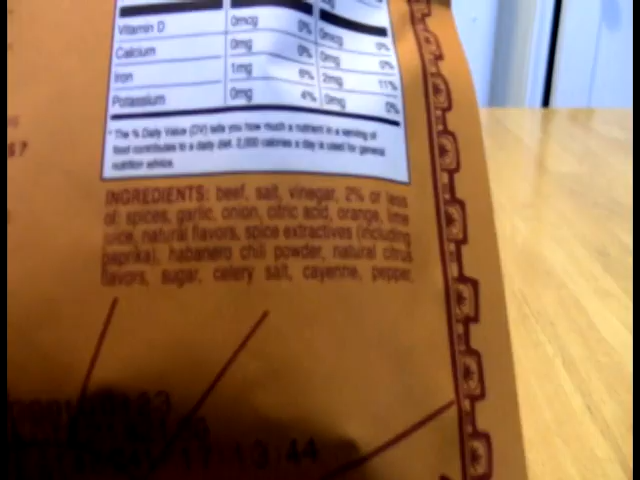 Vitamin D 0mcg 0% 0mcg 0%
Calcium 0mg 0% 0mg 0%
Iron 1mg 6% 2mg 11%
Potassium 0mg 4% 0mg 0%
* The % Daily Value (DV) tells you how much a nutrient in a serving of
food contributes to a daily diet. 2,000 calories a day is used for general
nutrition advice.
INGREDIENTS: beef, salt, vinegar, 2% or less
of: spices, garlic, onion, citric acid, orange, lime
juice, natural flavors, spice extractives (including
paprika), habanero chili powder, natural citrus
flavors, sugar, celery salt, cayenne, pepper,
s?
13:44